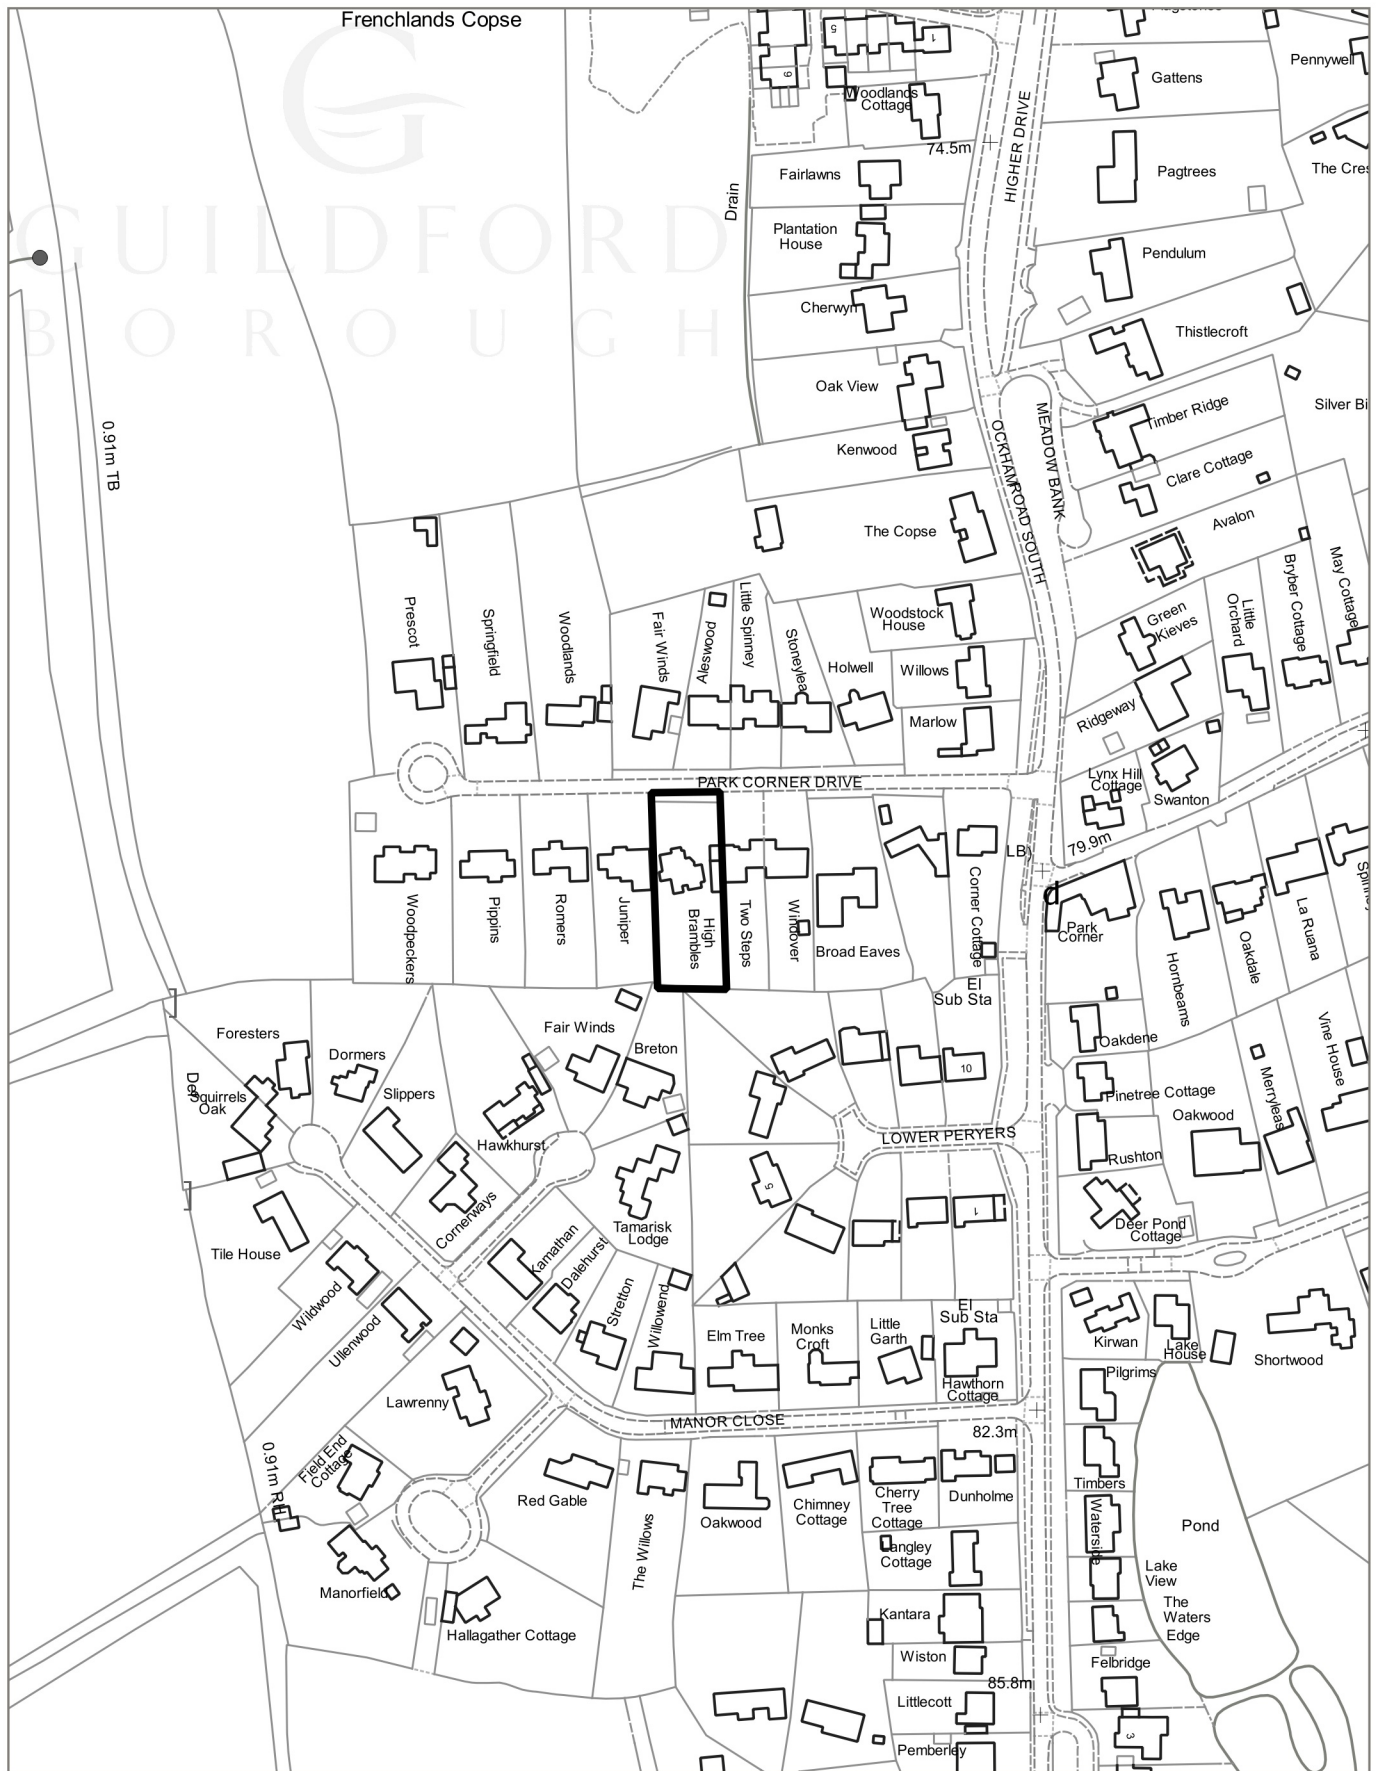 Frenchlands Copse
GUILDFORD
BOROUGH
5
1
9
Woodlands
Cottage
74.5m
HIGHER DRIVE
Gattens
Pennywell
Pagtrees
The Cres
Fairlawns
Drain
Plantation
House
Pendulum
Cherwyn
Thistlecroft
Oak View
MEADOW BANK
OCKHAM ROAD SOUTH
Timber Ridge
Silver Bi
Kenwood
Clare Cottage
0.91m TB
The Copse
Avalon
Prescot
Springfield
Woodlands
Fair Winds
Aleswood
Little Spinney
Stoneylea
Holwell
Woodstock
House
Willows
Marlow
Green
Kieves
Little
Orchard
Bryber Cottage
May Cottage
Ridgeway
Lynx Hill
Cottage
Swanton
PARK CORNER DRIVE
LB
79.9m
Woodpeckers
Pippins
Romers
Juniper
High
Brambles
Two Steps
Windover
Broad Eaves
Corner Cottage
Park
Corner
Hornbeams
Oakdale
La Ruana
El
Sub Sta
Foresters
Dormers
Slippers
Squirrels
Oak
Fair Winds
Breton
Hawkhurst
10
LOWER PERYERS
Oakdene
Pinetree Cottage
Oakwood
Merryleas
Vine House
Rushton
5
1
Deer Pond
Cottage
Tile House
Cornerways
Tamarisk
Lodge
Kamathan
Dalehurst
Wildwood
Ullenwood
Stretton
Willowend
Elm Tree
Monks
Croft
Little
Garth
El
Sub Sta
Hawthorn
Cottage
Kirwan
Lake
House
Shortwood
Pilgrims
Lawrenny
MANOR CLOSE
82.3m
Field End
Cottage
0.91m RH
Red Gable
The Willows
Oakwood
Chimney
Cottage
Cherry
Tree
Cottage
Dunholme
Timbers
Waterside
Pond
Langley
Cottage
Manorfield
Lake
View
The
Waters
Edge
Hallagather Cottage
Kantara
Wiston
Felbridge
85.8m
Littlecott
3
Pemberley